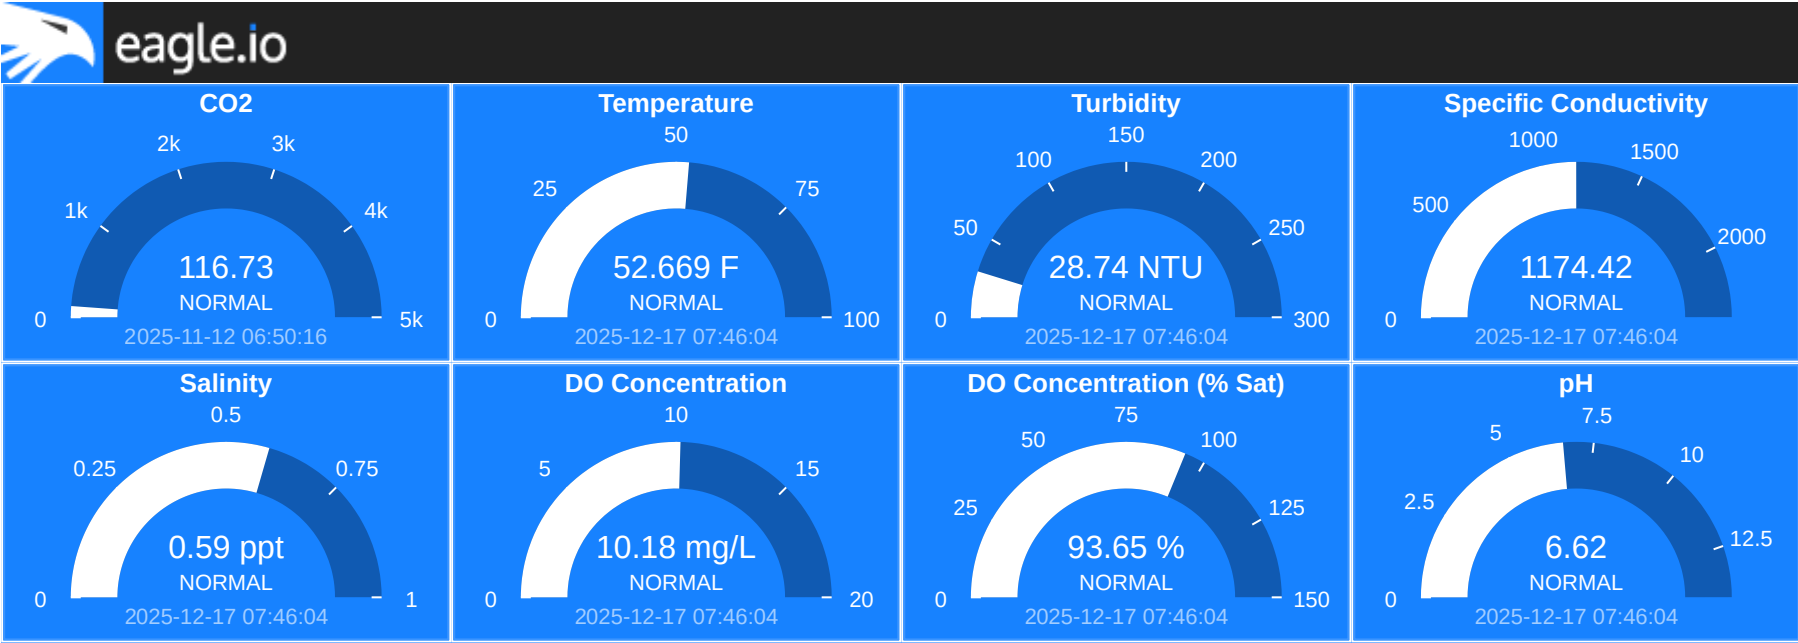 eagle.io
CO2
2k
3k
1k
4k
116.73
NORMAL
0
5k
2025-11-12 06:50:16
Temperature
50
25
75
52.669 F
NORMAL
0
100
2025-12-17 07:46:04
Turbidity
150
100
200
50
250
28.74 NTU
NORMAL
0
300
2025-12-17 07:46:04
Specific Conductivity
1000
1500
500
2000
1174.42
NORMAL
0
2025-12-17 07:46:04
Salinity
0.5
0.25
0.75
0.59 ppt
NORMAL
0
1
2025-12-17 07:46:04
DO Concentration
10
5
15
10.18 mg/L
NORMAL
0
20
2025-12-17 07:46:04
DO Concentration (% Sat)
75
50
100
25
125
93.65 %
NORMAL
0
150
2025-12-17 07:46:04
pH
7.5
5
10
2.5
12.5
6.62
NORMAL
0
2025-12-17 07:46:04